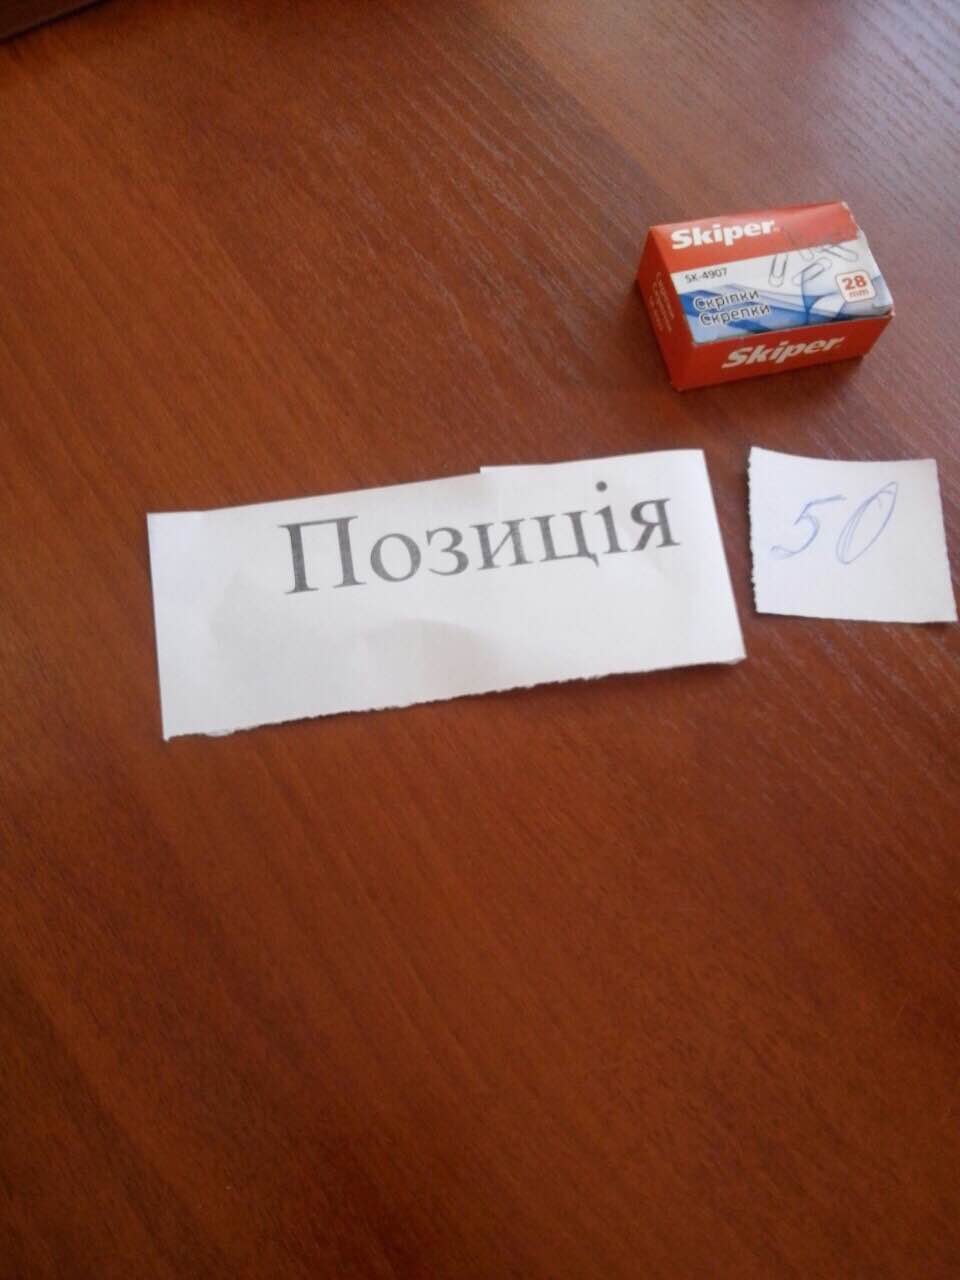 Skiper
SK-4907
Скріпки
Скрепки
28
mm
Skiper
Позиція
50